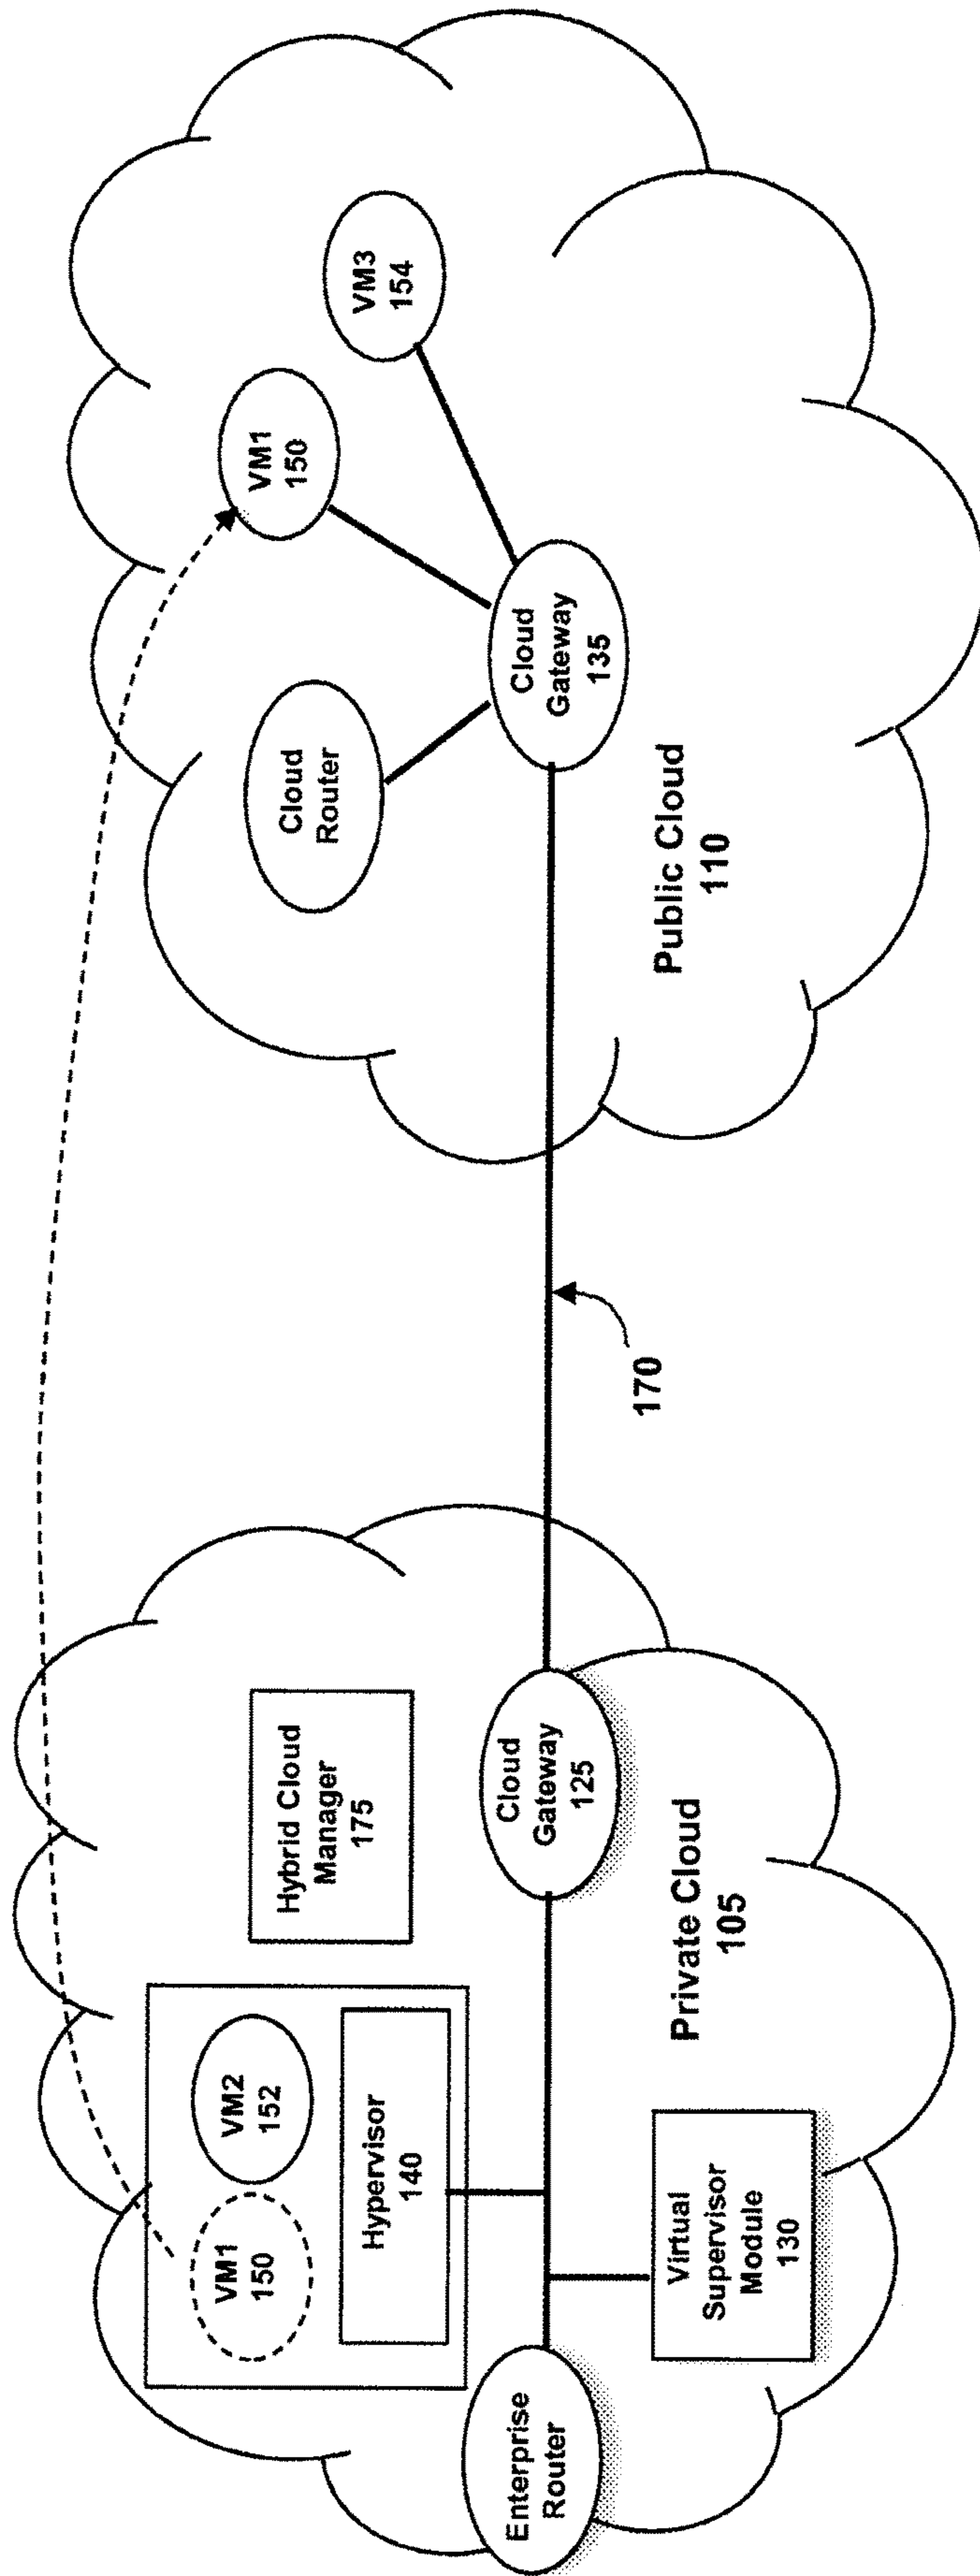 VM1
150
VM2
152
Hypervisor
140
Hybrid Cloud
Manager
175
Enterprise
Router
Cloud
Gateway
125
Virtual
Supervisor
Module
130
Private Cloud
105
170
Cloud
Router
VM1
150
VM3
154
Cloud
Gateway
135
Public Cloud
110